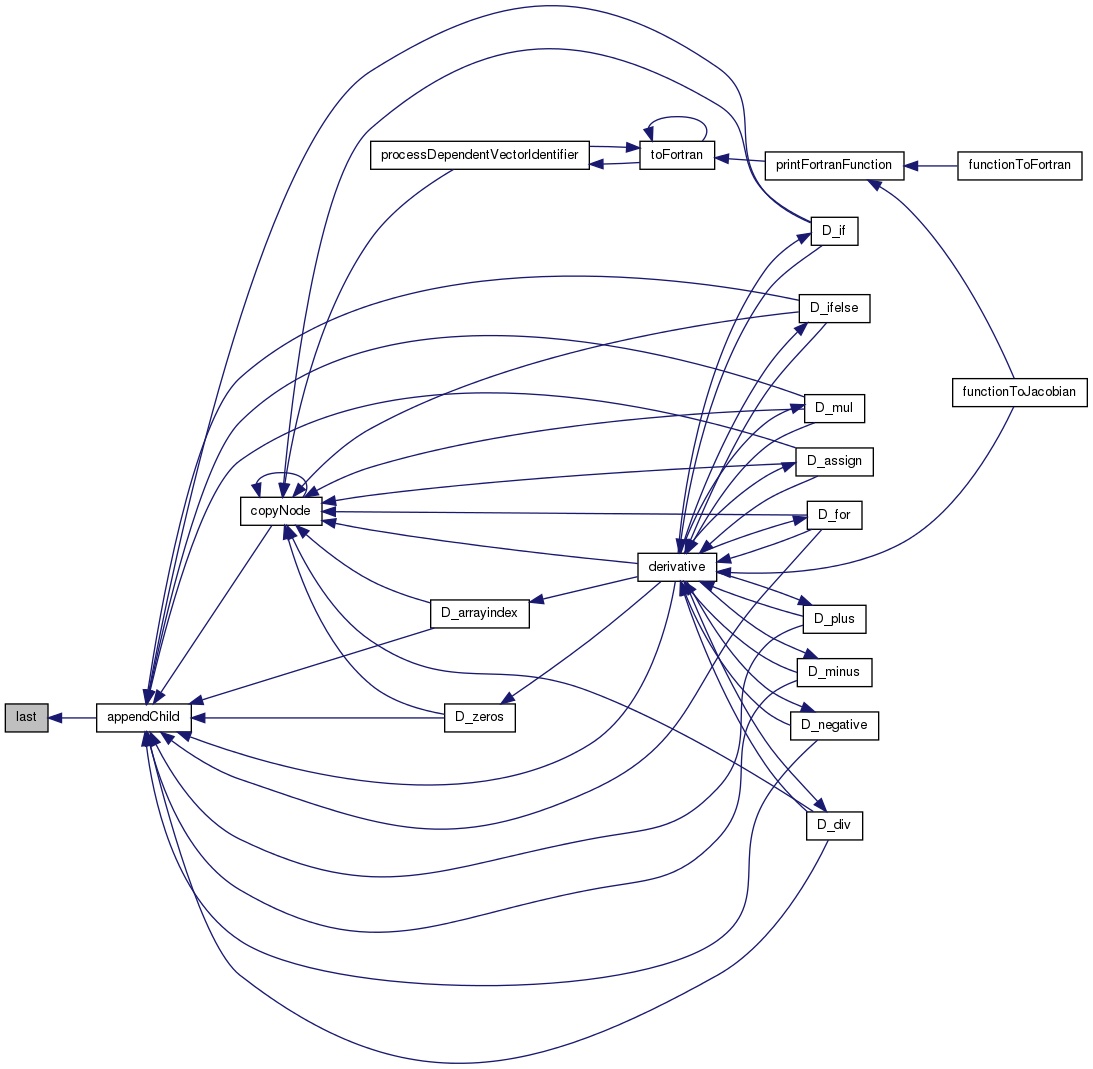 processDependentVectorIdentifier
toFortran
printFortranFunction
functionToFortran
D_if
D_ifelse
functionToJacobian
D_mul
D_assign
copyNode
D_for
derivative
D_arrayindex
D_plus
D_minus
last
appendChild
D_zeros
D_negative
D_div